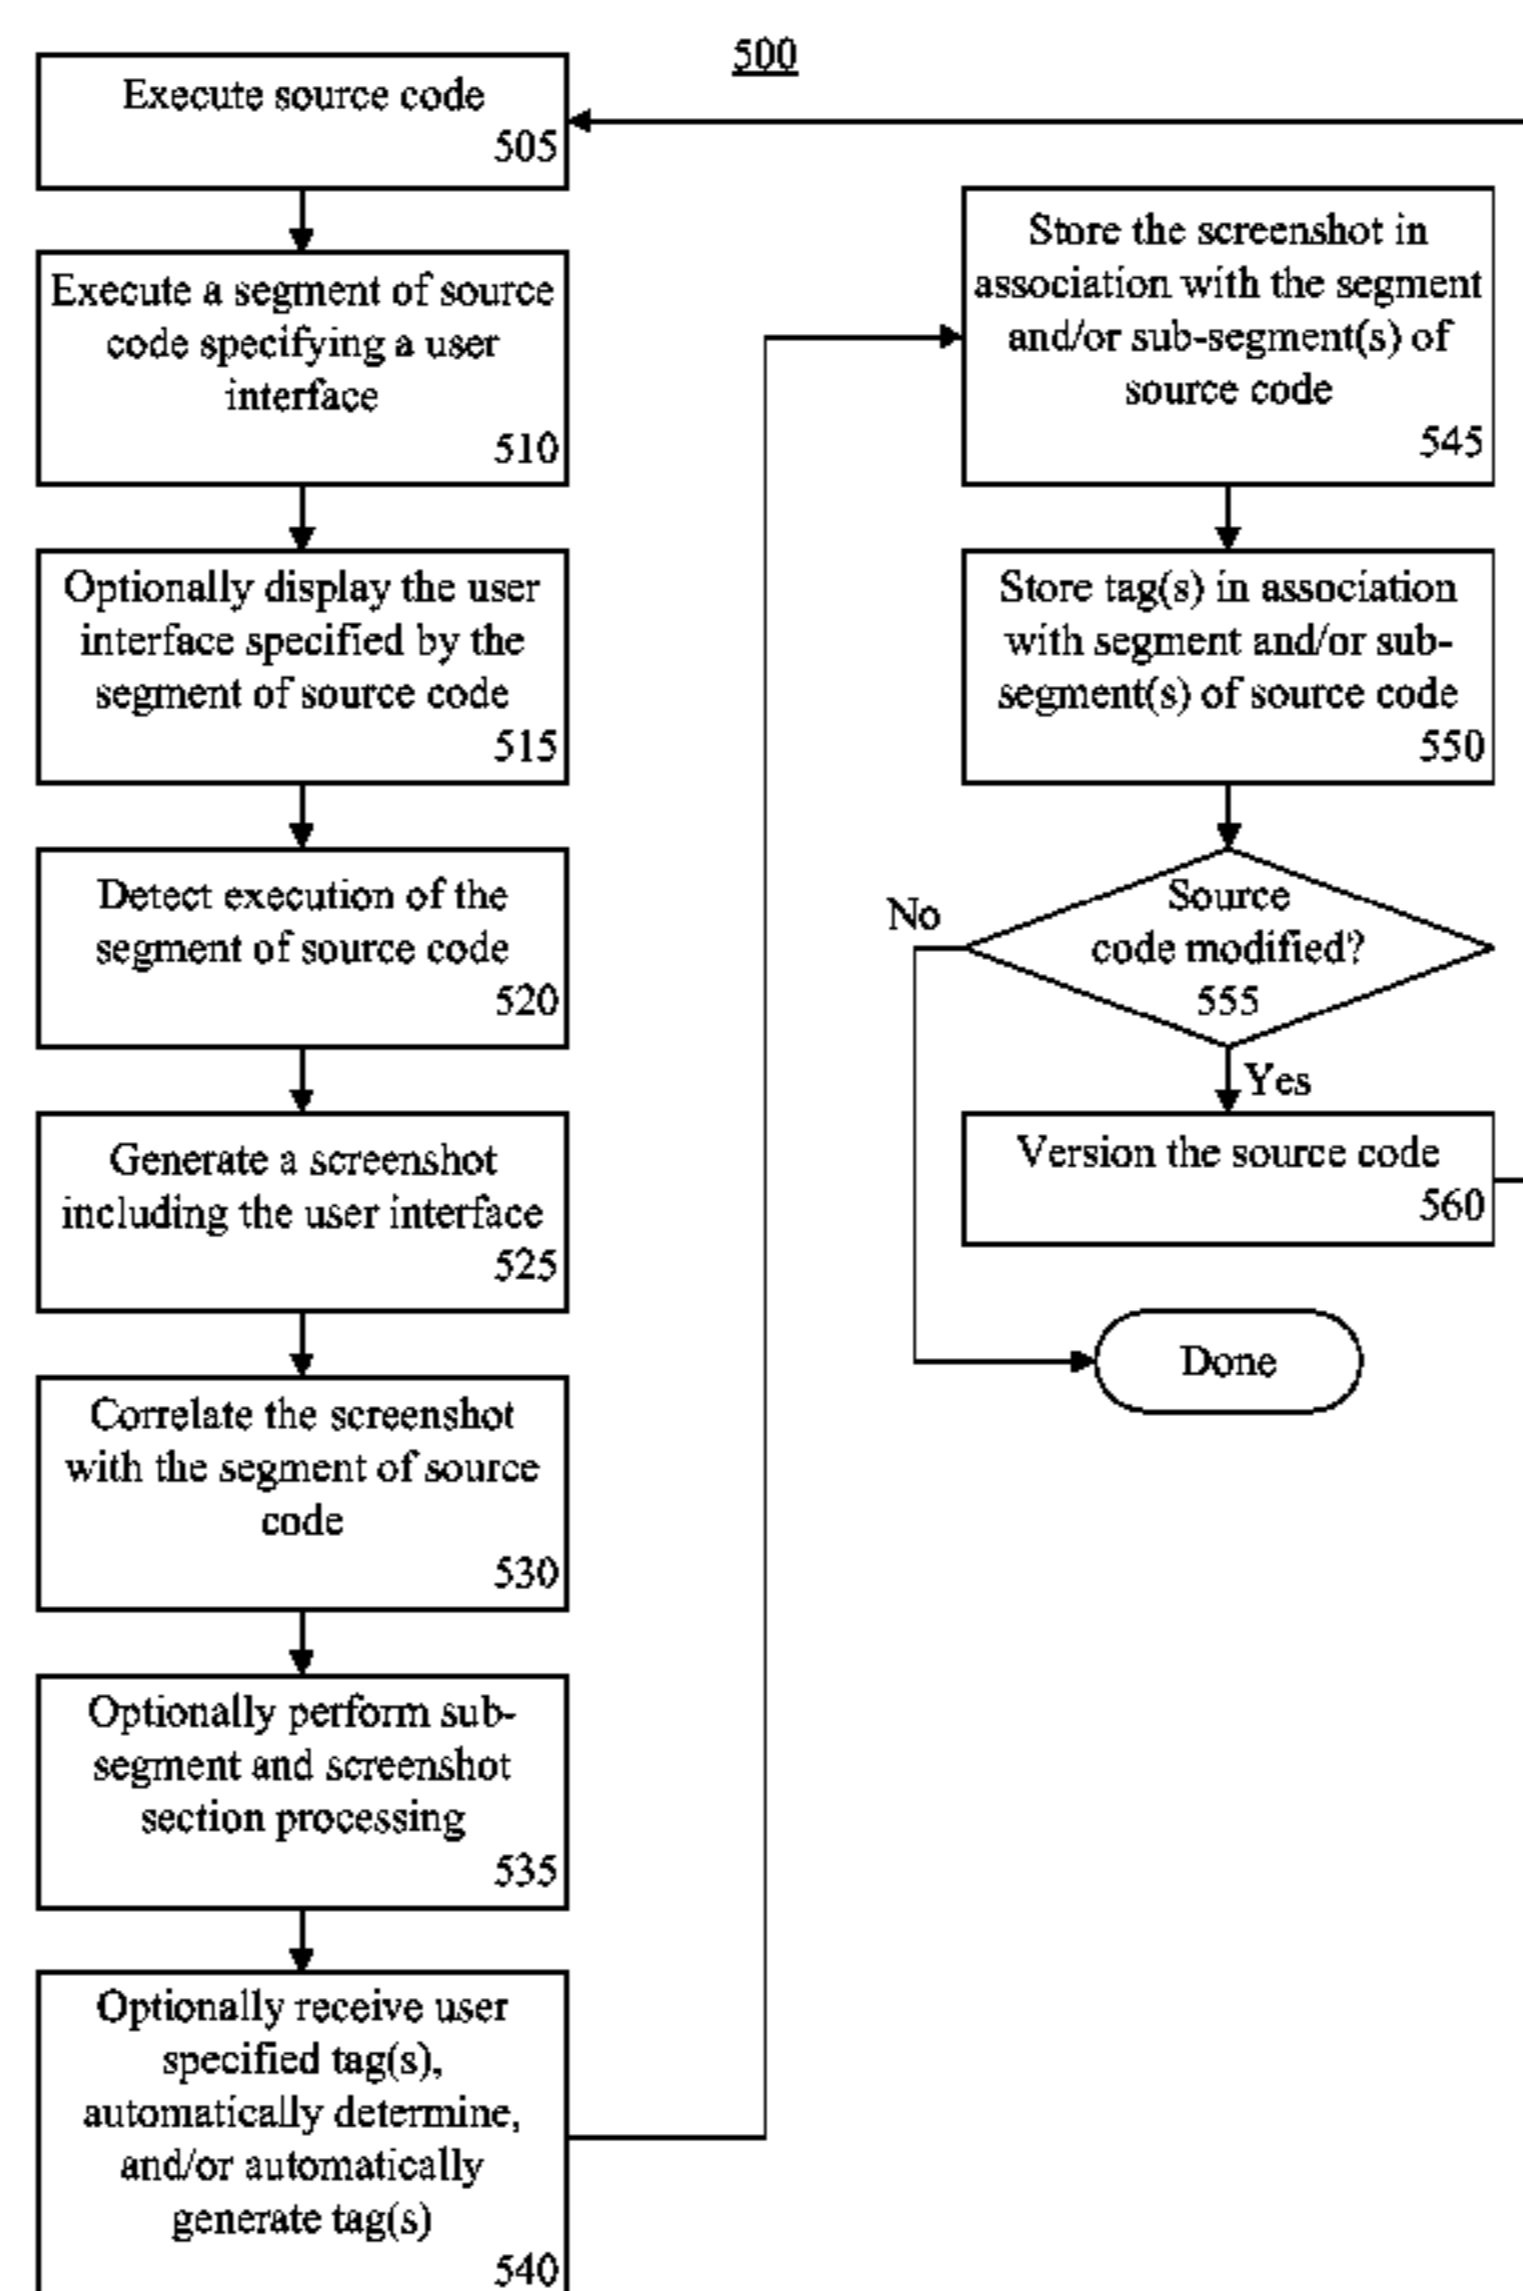 500
Execute source code
505
Execute a segment of source
code specifying a user
interface
510
Optionally display the user
interface specified by the
segment of source code
515
Detect execution of the
segment of source code
520
Generate a screenshot
including the user interface
525
Correlate the screenshot
with the segment of source
code
530
Optionally perform sub-
segment and screenshot
section processing
535
Optionally receive user
specified tag(s),
automatically determine,
and/or automatically
generate tag(s)
540
Store the screenshot in
association with the segment
and/or sub-segment(s) of
source code
545
Store tag(s) in association
with segment and/or sub-
segment(s) of source code
550
Source
code modified?
555
No
Yes
Version the source code
560
Done